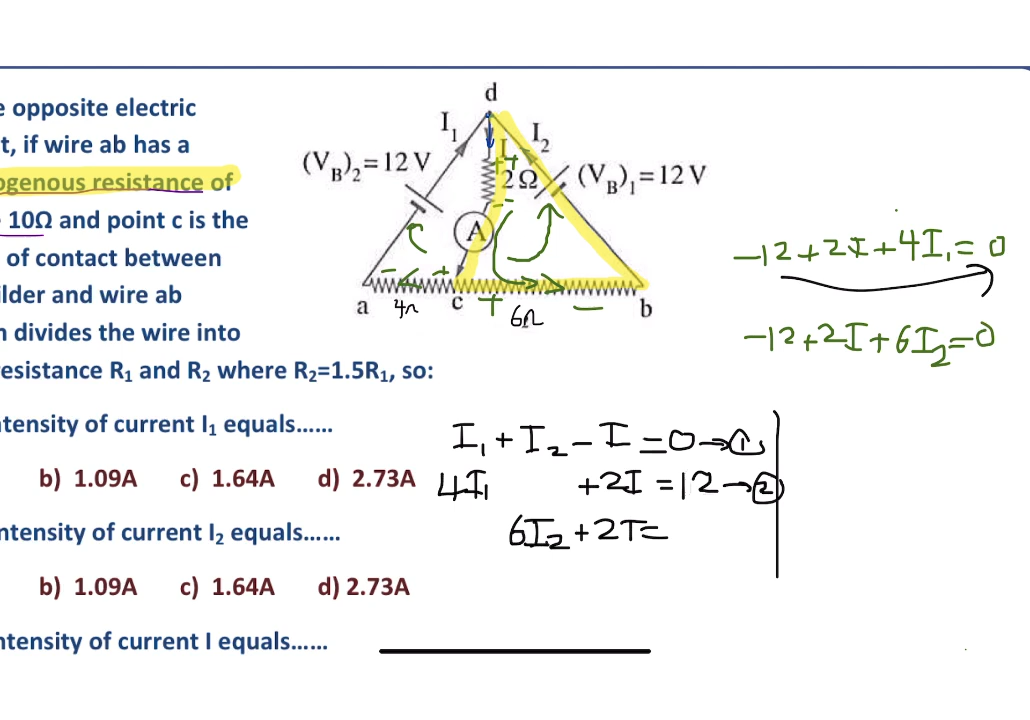 e opposite electric
t, if wire ab has a
ogenous resistance of
10Ω and point c is the
of contact between
ilder and wire ab
n divides the wire into
esistance R₁ and R₂ where R₂=1.5R₁, so:
d
I₁
I₂
I
(V_B)₂=12 V
2Ω
(V_B)₁=12 V
A
a
4Ω
c
6Ω
b
-12+2I+4I₁=0
-12+2I+6I₂=0
ntensity of current I₁ equals......
b) 1.09A c) 1.64A d) 2.73A
I₁+I₂-I=0→①
4I₁ +2I=12→②
6I₂+2I=
ntensity of current I₂ equals......
b) 1.09A c) 1.64A d) 2.73A
ntensity of current I equals......